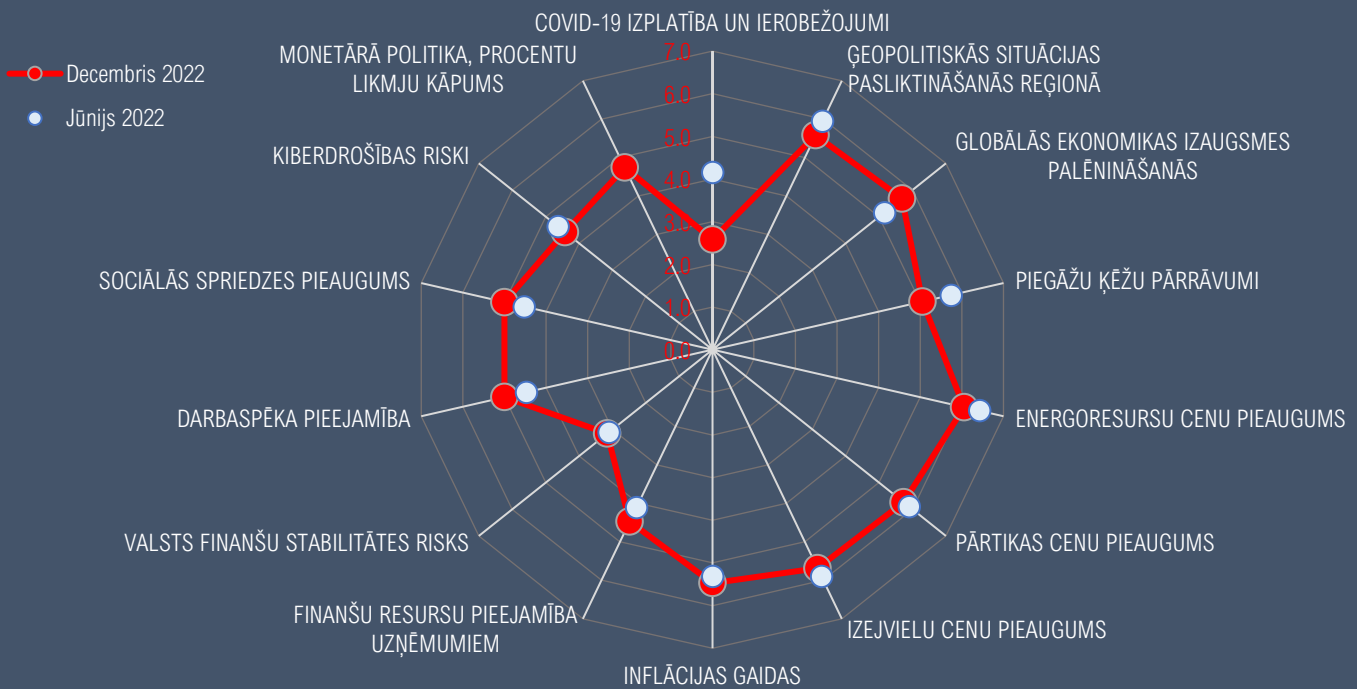 COVID-19 IZPLATĪBA UN IEROBEŽOJUMI
MONETĀRĀ POLITIKA, PROCENTU
LIKMJU KĀPUMS
ĢEOPOLITISKĀS SITUĀCIJAS
PASLIKTINĀŠANĀS REĢIONĀ
Decembris 2022
Jūnijs 2022
7.0
6.0
5.0
4.0
3.0
2.0
1.0
0.0
KIBERDROŠĪBAS RISKI
GLOBĀLĀS EKONOMIKAS IZAUGSMES
PALĒNINĀŠANĀS
SOCIĀLĀS SPRIEDZES PIEAUGUMS
PIEGĀŽU ĶĒŽU PĀRRĀVUMI
DARBASPĒKA PIEEJAMĪBA
ENERGORESURSU CENU PIEAUGUMS
VALSTS FINANŠU STABILITĀTES RISKS
PĀRTIKAS CENU PIEAUGUMS
FINANŠU RESURSU PIEEJAMĪBA
UZŅĒMUMIEM
IZEJVIELU CENU PIEAUGUMS
INFLĀCIJAS GAIDAS